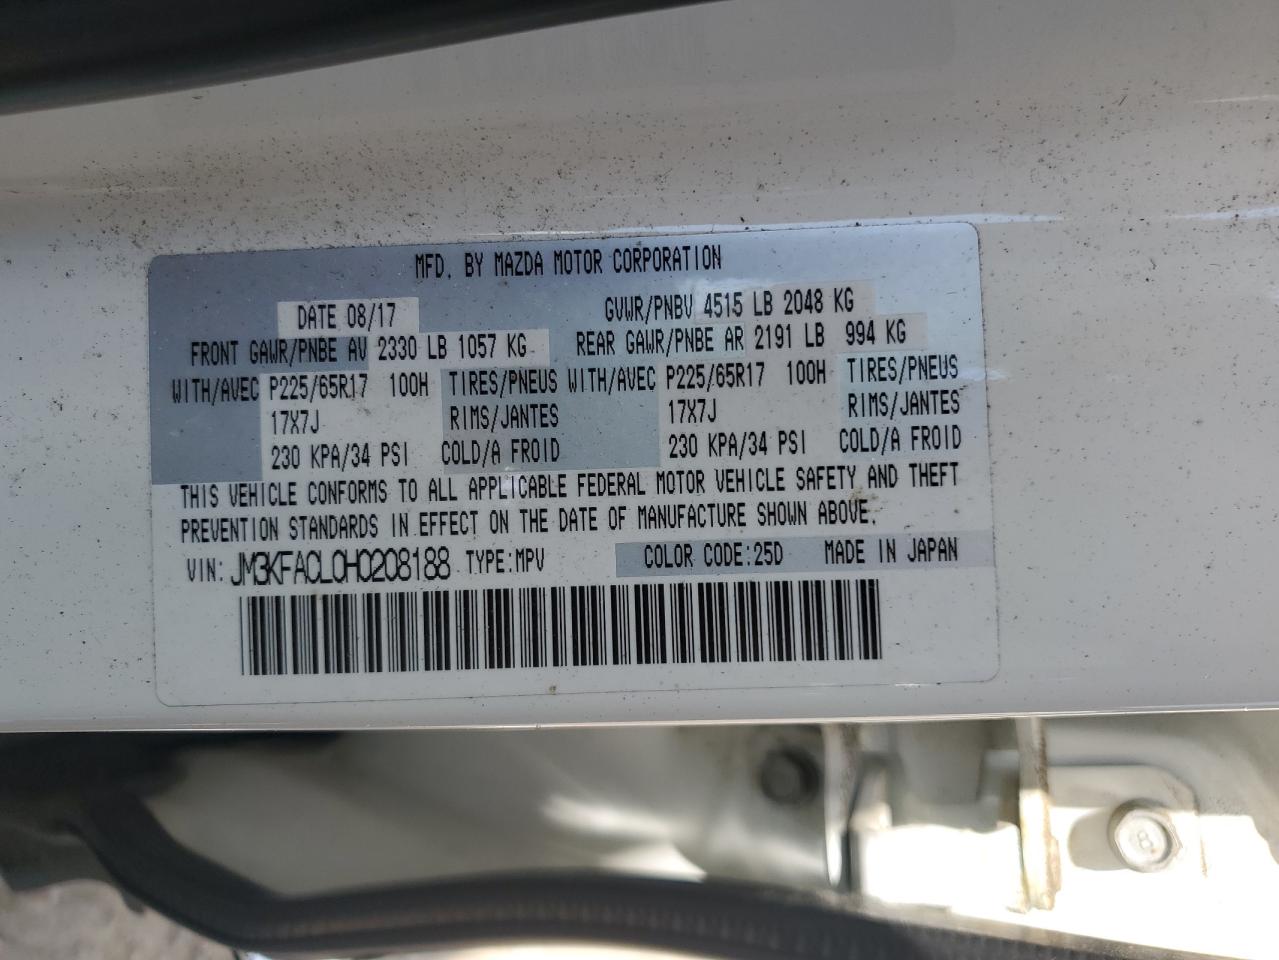 MFD. BY MAZDA MOTOR CORPORATION
DATE 08/17 GVWR/PNBV 4515 LB 2048 KG
FRONT GAWR/PNBE AV 2330 LB 1057 KG REAR GAWR/PNBE AR 2191 LB 994 KG
WITH/AVEC P225/65R17 100H TIRES/PNEUS WITH/AVEC P225/65R17 100H TIRES/PNEUS
17X7J RIMS/JANTES 17X7J RIMS/JANTES
230 KPA/34 PSI COLD/A FROID 230 KPA/34 PSI COLD/A FROID
THIS VEHICLE CONFORMS TO ALL APPLICABLE FEDERAL MOTOR VEHICLE SAFETY AND THEFT
PREVENTION STANDARDS IN EFFECT ON THE DATE OF MANUFACTURE SHOWN ABOVE.
VIN: JM3KFACL0H0208188 TYPE:MPV COLOR CODE:25D MADE IN JAPAN
8